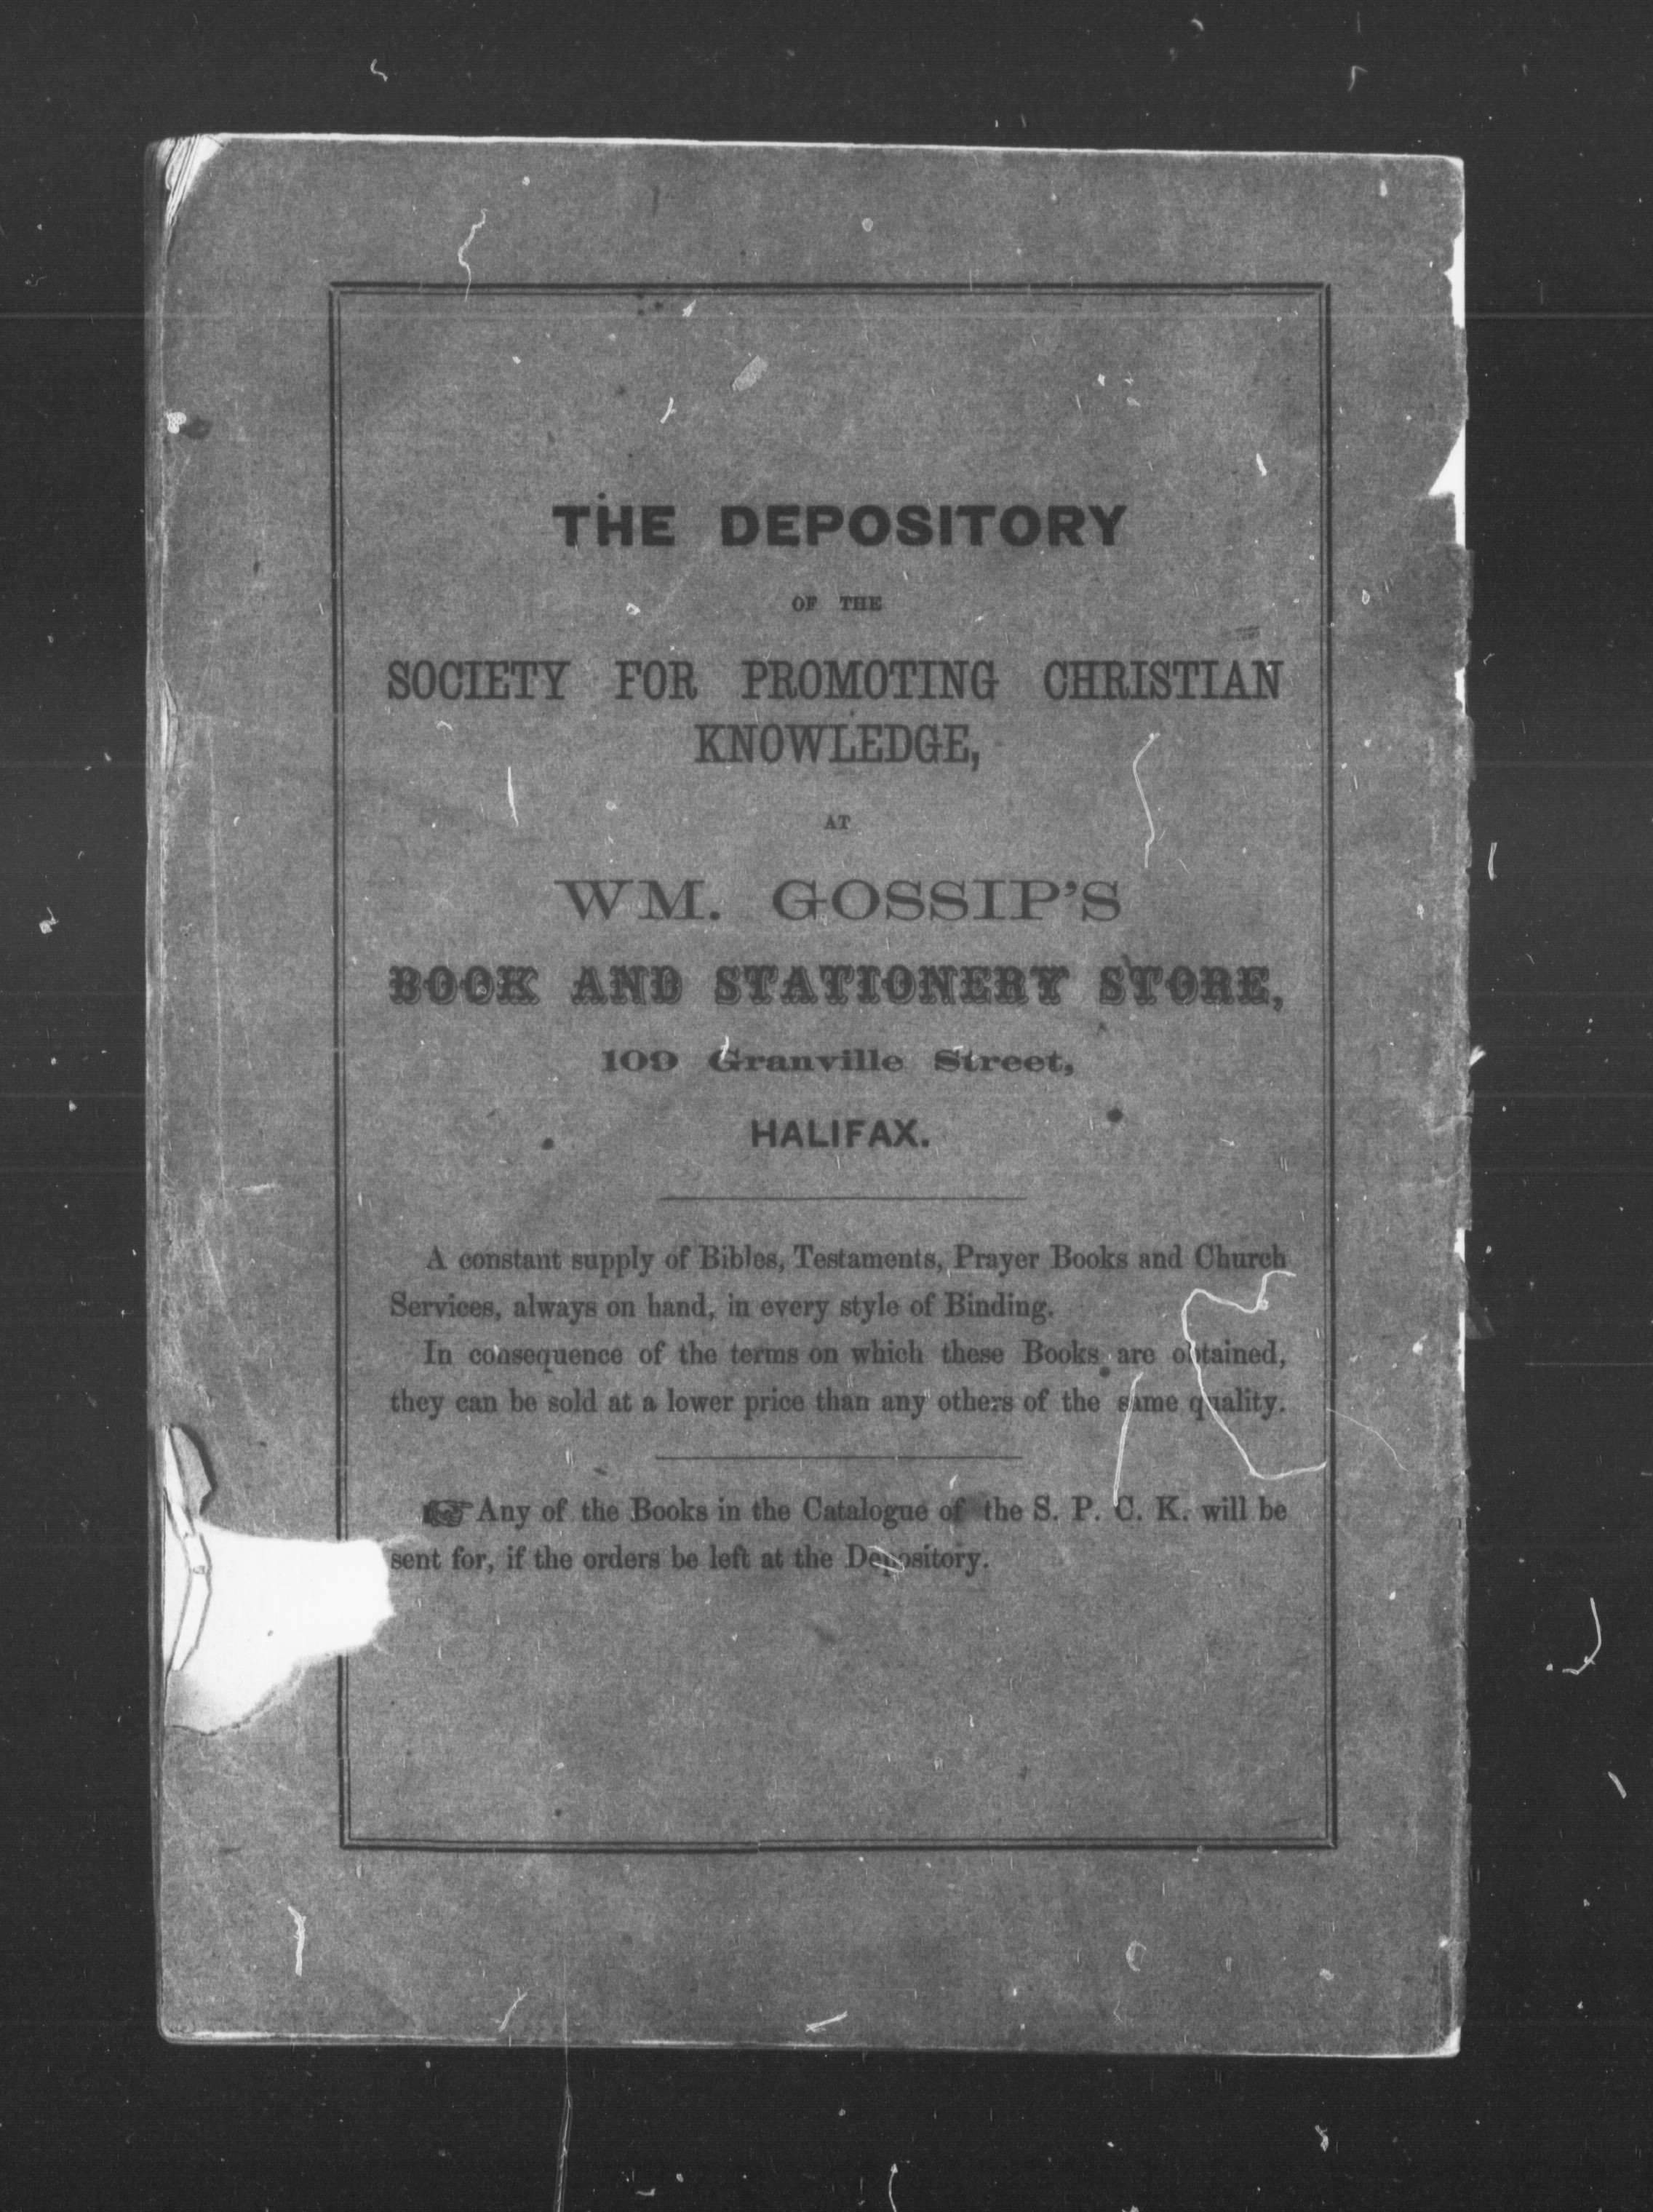 THE DEPOSITORY
OF THE
SOCIETY FOR PROMOTING CHRISTIAN
KNOWLEDGE,
AT
WM. GOSSIP'S
BOOK AND STATIONERY STORE,
109 Granville Street,
HALIFAX.
A constant supply of Bibles, Testaments, Prayer Books and Church
Services, always on hand, in every style of Binding.
In consequence of the terms on which these Books are obtained,
they can be sold at a lower price than any others of the same quality.
☞ Any of the Books in the Catalogue of the S. P. C. K. will be
sent for, if the orders be left at the Depository.